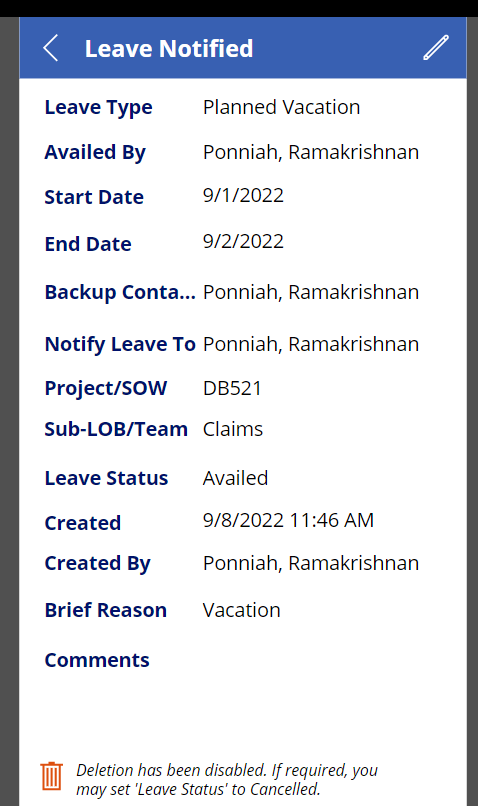 Leave Notified
Leave Type Planned Vacation
Availed By Ponniah, Ramakrishnan
Start Date 9/1/2022
End Date 9/2/2022
Backup Conta... Ponniah, Ramakrishnan
Notify Leave To Ponniah, Ramakrishnan
Project/SOW DB521
Sub-LOB/Team Claims
Leave Status Availed
Created 9/8/2022 11:46 AM
Created By Ponniah, Ramakrishnan
Brief Reason Vacation
Comments
Deletion has been disabled. If required, you
may set 'Leave Status' to Cancelled.